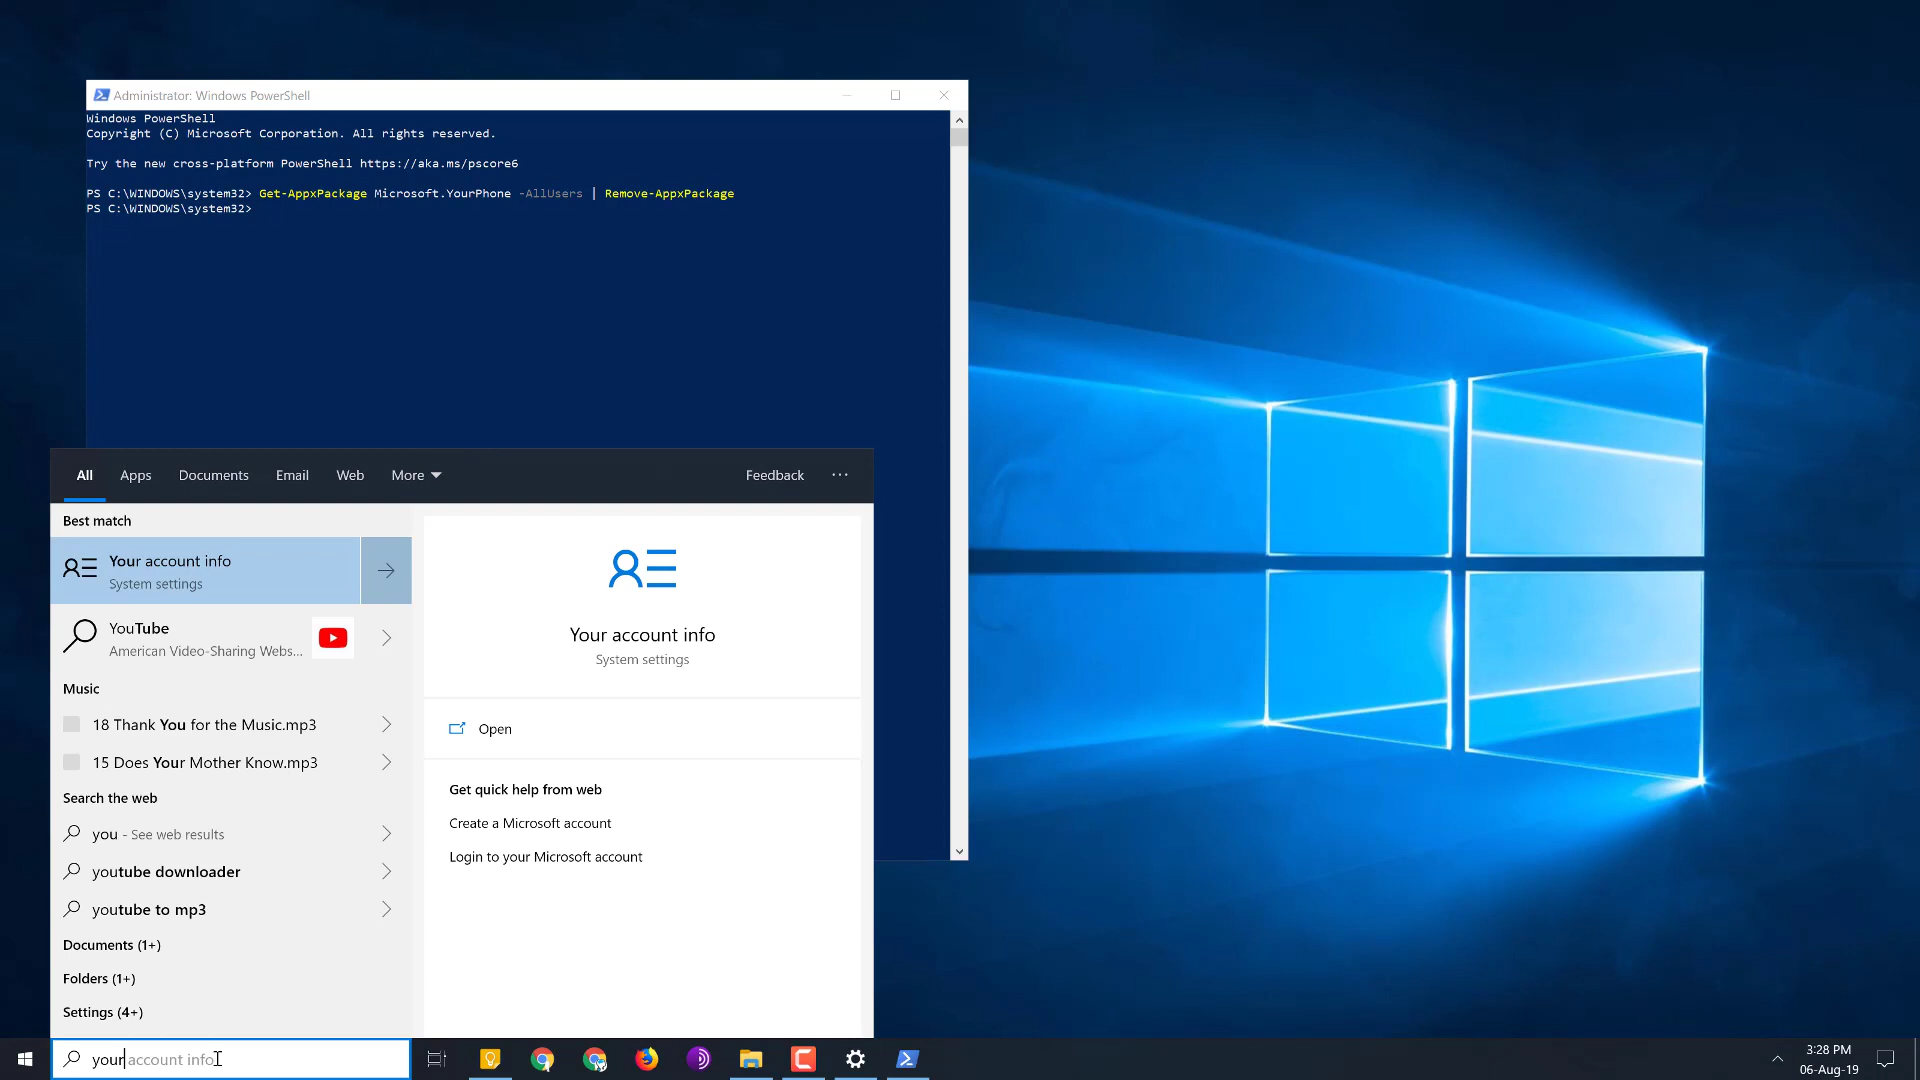 Administrator: Windows PowerShell
Windows PowerShell
Copyright (C) Microsoft Corporation. All rights reserved.
Try the new cross-platform PowerShell https://aka.ms/pscore6
PS C:\WINDOWS\system32> Get-AppxPackage Microsoft.YourPhone -AllUsers | Remove-AppxPackage
PS C:\WINDOWS\system32>
All Apps Documents Email Web More Feedback ...
Best match
Your account info
System settings
YouTube
American Video-Sharing Webs...
Music
18 Thank You for the Music.mp3
15 Does Your Mother Know.mp3
Search the web
you - See web results
youtube downloader
youtube to mp3
Documents (1+)
Folders (1+)
Settings (4+)
Your account info
System settings
Open
Get quick help from web
Create a Microsoft account
Login to your Microsoft account
your account info
3:28 PM
06-Aug-19